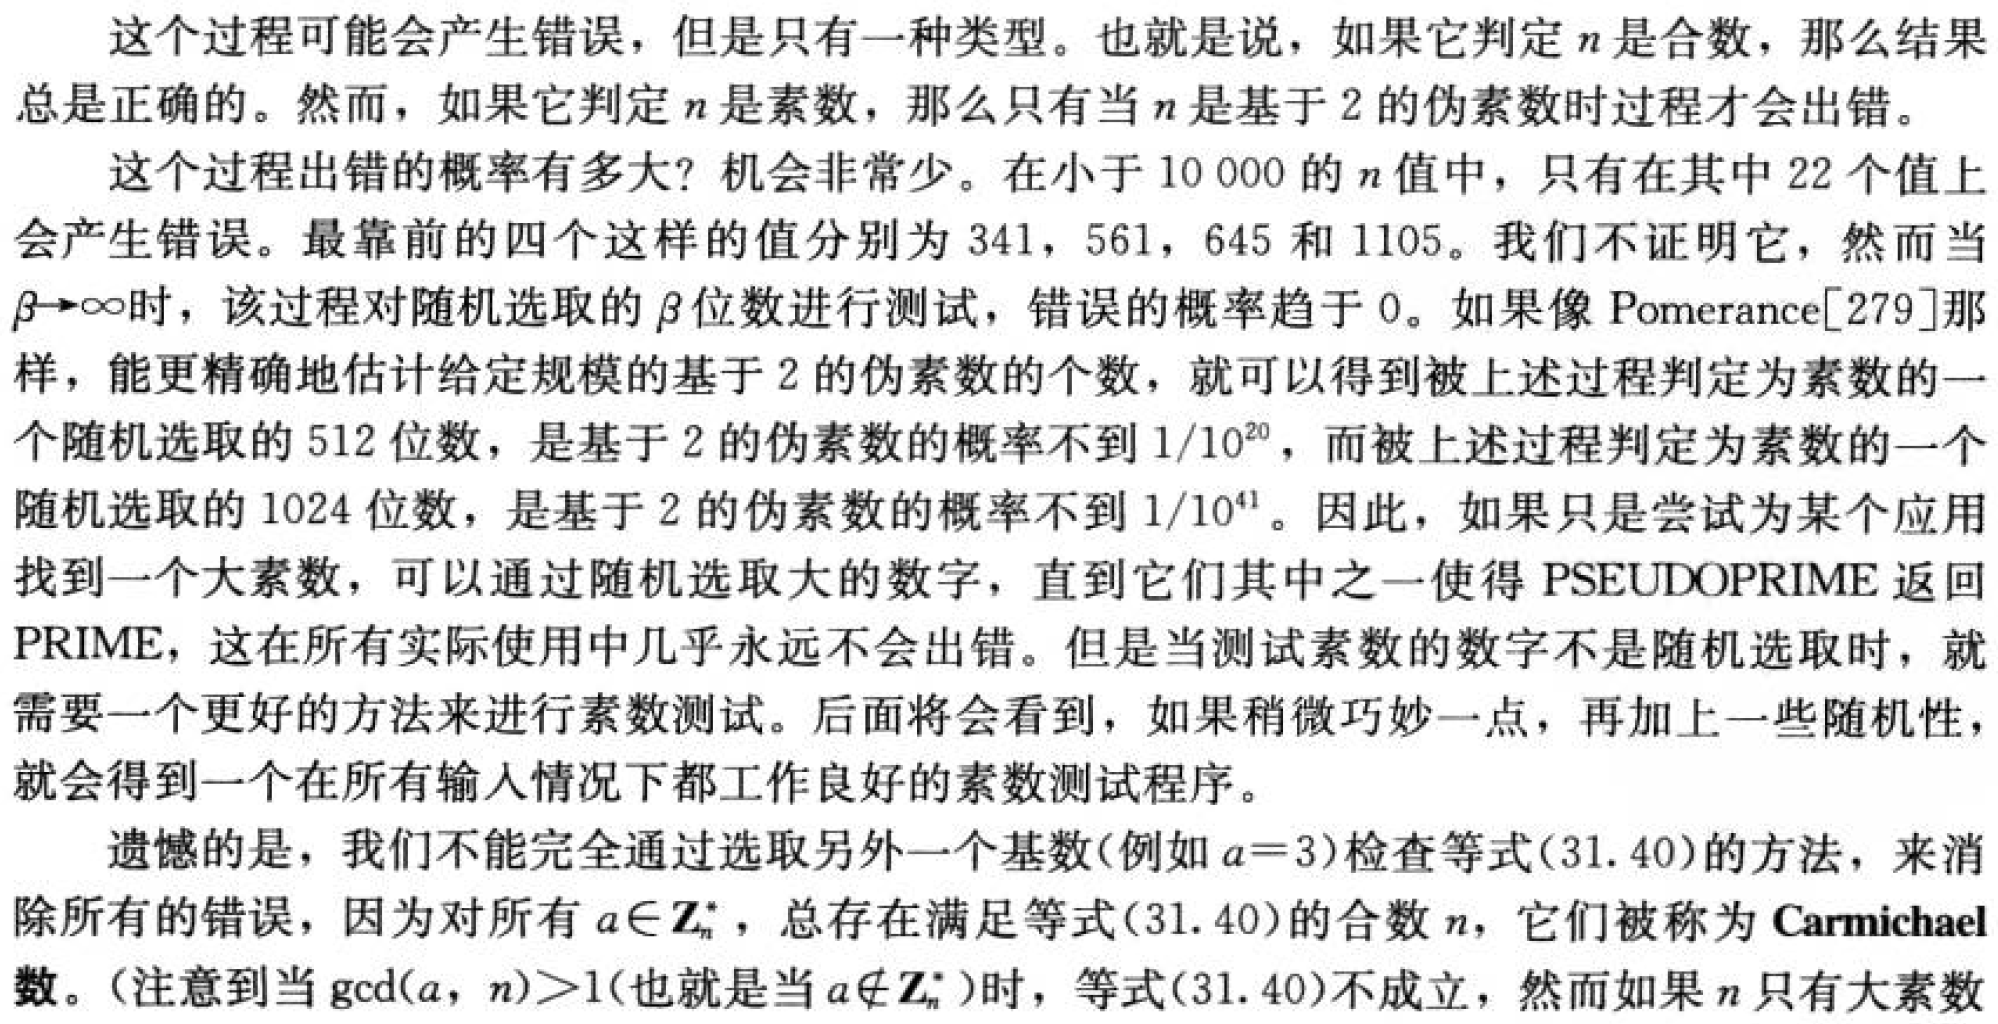 这个过程可能会产生错误，但是只有一种类型。也就是说，如果它判定 n 是合数，那么结果
总是正确的。然而，如果它判定 n 是素数，那么只有当 n 是基于 2 的伪素数时过程才会出错。
这个过程出错的概率有多大？机会非常少。在小于 10 000 的 n 值中，只有在其中 22 个值上
会产生错误。最靠前的四个这样的值分别为 341，561，645 和 1105。我们不证明它，然而当
β→∞时，该过程对随机选取的 β 位数进行测试，错误的概率趋于 0。如果像 Pomerance[279]那
样，能更精确地估计给定规模的基于 2 的伪素数的个数，就可以得到被上述过程判定为素数的一
个随机选取的 512 位数，是基于 2 的伪素数的概率不到 1/10²⁰，而被上述过程判定为素数的一个
随机选取的 1024 位数，是基于 2 的伪素数的概率不到 1/10⁴¹。因此，如果只是尝试为某个应用
找到一个大素数，可以通过随机选取大的数字，直到它们其中之一使得 PSEUDOPRIME 返回
PRIME，这在所有实际使用中几乎永远不会出错。但是当测试素数的数字不是随机选取时，就
需要一个更好的方法来进行素数测试。后面将会看到，如果稍微巧妙一点，再加上一些随机性，
就会得到一个在所有输入情况下都工作良好的素数测试程序。
遗憾的是，我们不能完全通过选取另外一个基数(例如 a=3)检查等式(31.40)的方法，来消
除所有的错误，因为对所有 a∈Zₙ*，总存在满足等式(31.40)的合数 n，它们被称为 Carmichael
数。(注意到当 gcd(a，n)>1(也就是当 a∉Zₙ*)时，等式(31.40)不成立，然而如果 n 只有大素数